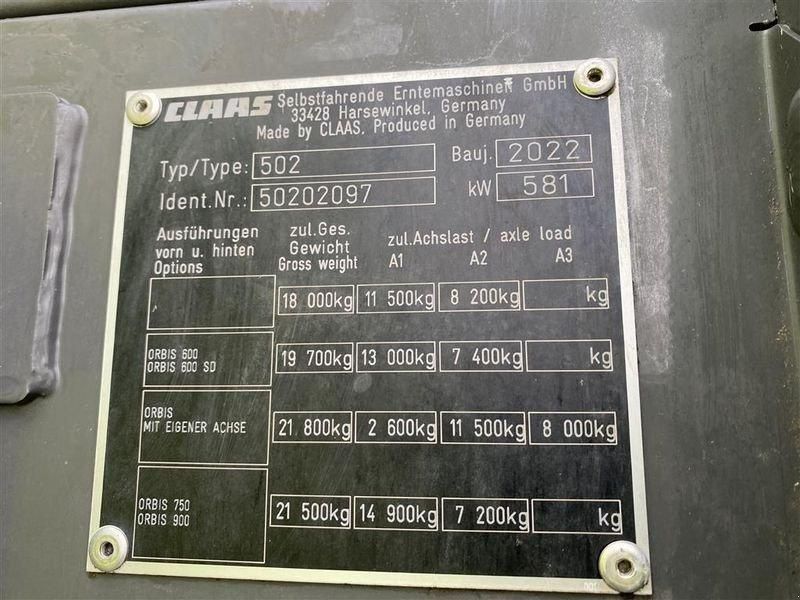 CLAAS Selbstfahrende Erntemaschinen GmbH
33428 Harsewinkel, Germany
Made by CLAAS. Produced in Germany
Typ/Type: 502 Bauj. 2022
Ident.Nr.: 50202097 kW 581
Ausführungen
vorn u. hinten
Options
zul.Ges.
Gewicht
Gross weight
zul.Achslast / axle load
A1 A2 A3
18 000kg 11 500kg 8 200kg kg
ORBIS 600
ORBIS 600 SD
19 700kg 13 000kg 7 400kg kg
ORBIS
MIT EIGENER ACHSE
21 800kg 2 600kg 11 500kg 8 000kg
ORBIS 750
ORBIS 900
21 500kg 14 900kg 7 200kg kg